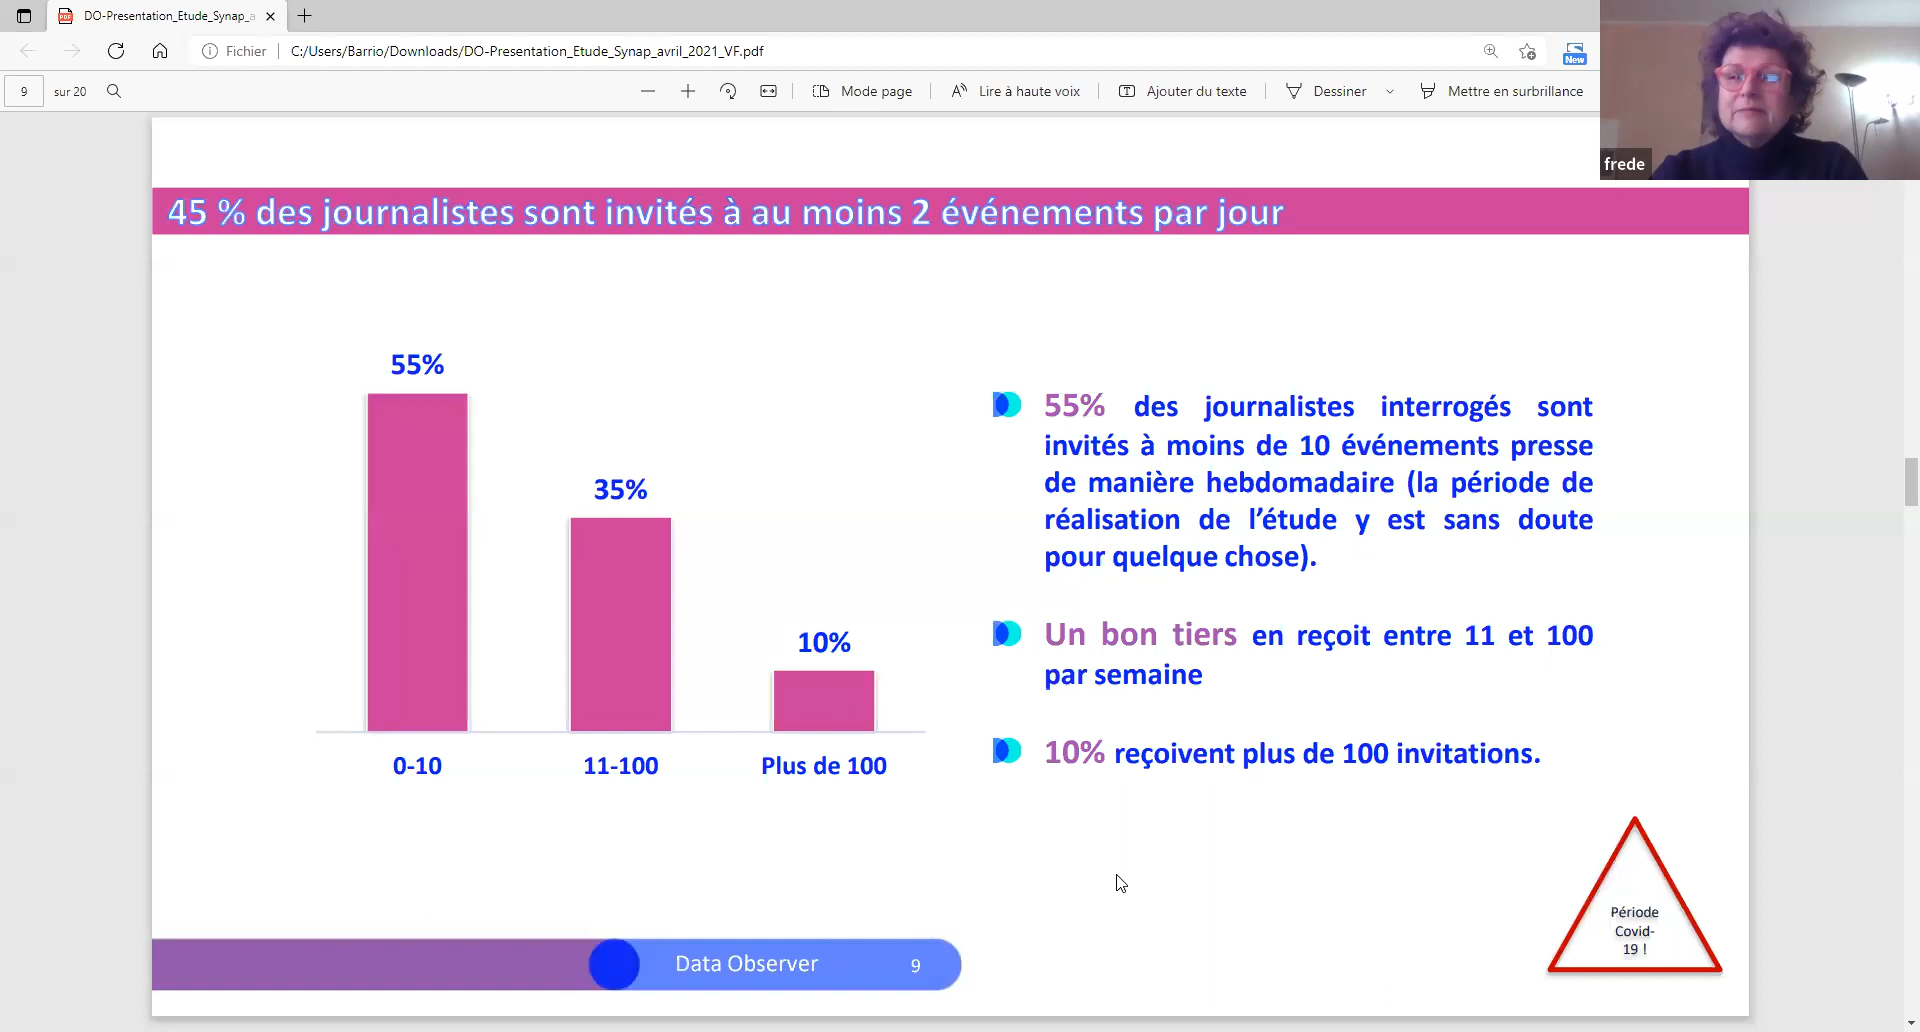 DO-Presentation_Etude_Synap_a
Fichier
C:/Users/Barrio/Downloads/DO-Presentation_Etude_Synap_avril_2021_VF.pdf
New
9
sur 20
Mode page
Lire à haute voix
Ajouter du texte
Dessiner
Mettre en surbrillance
frede
45 % des journalistes sont invités à au moins 2 événements par jour
55%
35%
10%
0-10
11-100
Plus de 100
55% des journalistes interrogés sont
invités à moins de 10 événements presse
de manière hebdomadaire (la période de
réalisation de l’étude y est sans doute
pour quelque chose).
Un bon tiers en reçoit entre 11 et 100
par semaine
10% reçoivent plus de 100 invitations.
Période
Covid-
19 !
Data Observer
9